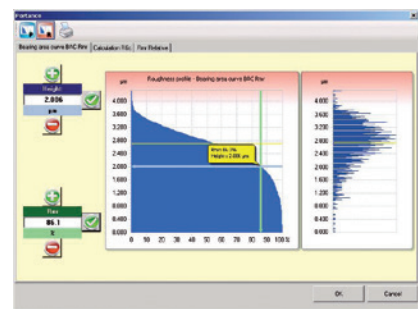 Portance
Bearing area curve BAC Rmr
Calculation RCs
Rmr Relative
Height
2.006
µm
Rmr
86.1
%
Roughness profile - Bearing area curve BAC Rmr
µm
4.000
3.600
3.200
2.800
2.400
2.000
1.600
1.200
0.800
0.400
0.000
0 10 20 30 40 50 60 70 80 90 100 %
µm
4.000
3.600
3.200
2.800
2.400
2.000
1.600
1.200
0.800
0.400
0.000
OK
Cancel